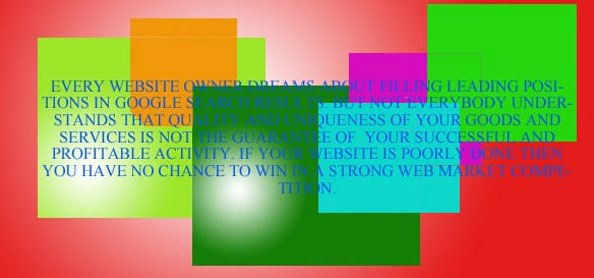 EVERY WEBSITE OWNER DREAMS ABOUT FILLING LEADING POSI-
TIONS IN GOOGLE SEARCH RESULTS. BUT NOT EVERYBODY UNDER-
STANDS THAT QUALITY AND UNIQUENESS OF YOUR GOODS AND
SERVICES IS NOT THE GUARANTEE OF YOUR SUCCESSFUL AND
PROFITABLE ACTIVITY. IF YOUR WEBSITE IS POORLY DONE THEN
YOU HAVE NO CHANCE TO WIN IN A STRONG WEB MARKET COMPE-
TITION.